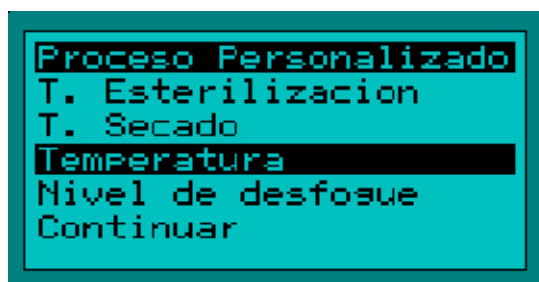 Proceso Personalizado
T. Esterilizacion
T. Secado
Temperatura
Nivel de desfogue
Continuar